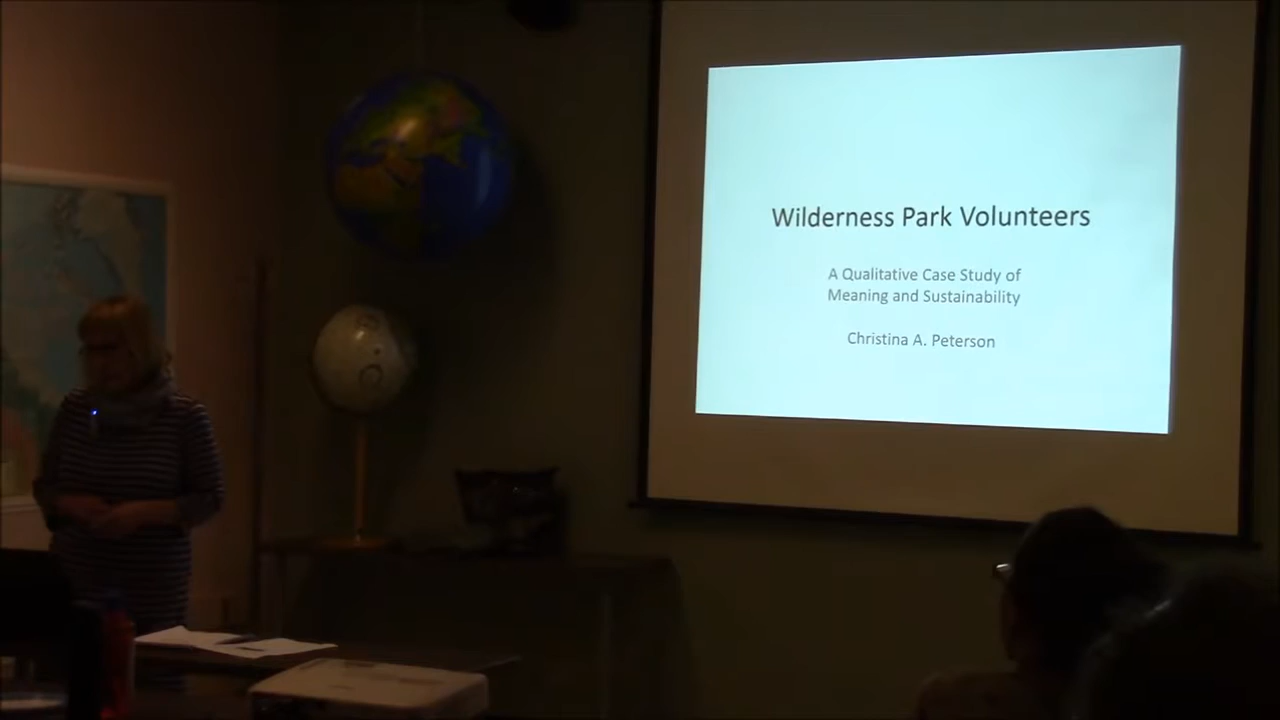 Wilderness Park Volunteers
A Qualitative Case Study of
Meaning and Sustainability
Christina A. Peterson